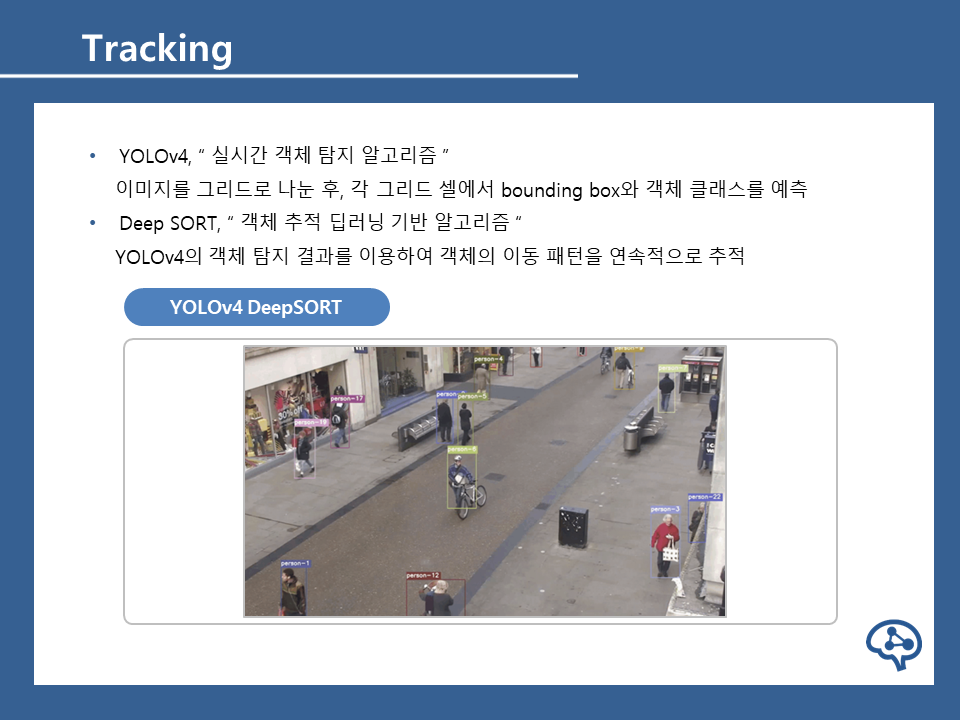 Tracking
• YOLOv4, “ 실시간 객체 탐지 알고리즘 ”
이미지를 그리드로 나눈 후, 각 그리드 셀에서 bounding box와 객체 클래스를 예측
• Deep SORT, “ 객체 추적 딥러닝 기반 알고리즘 “
YOLOv4의 객체 탐지 결과를 이용하여 객체의 이동 패턴을 연속적으로 추적
YOLOv4 DeepSORT
person-4
person-17
person-5
person-19
person-6
person-22
person-3
person-1
person-12